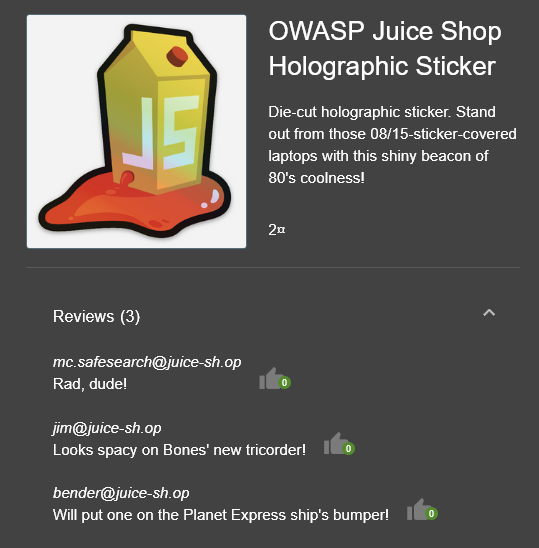 JS
OWASP Juice Shop
Holographic Sticker
Die-cut holographic sticker. Stand
out from those 08/15-sticker-covered
laptops with this shiny beacon of
80's coolness!
2¤
Reviews (3)
mc.safesearch@juice-sh.op
Rad, dude!
0
jim@juice-sh.op
Looks spacy on Bones' new tricorder!
0
bender@juice-sh.op
Will put one on the Planet Express ship's bumper!
0